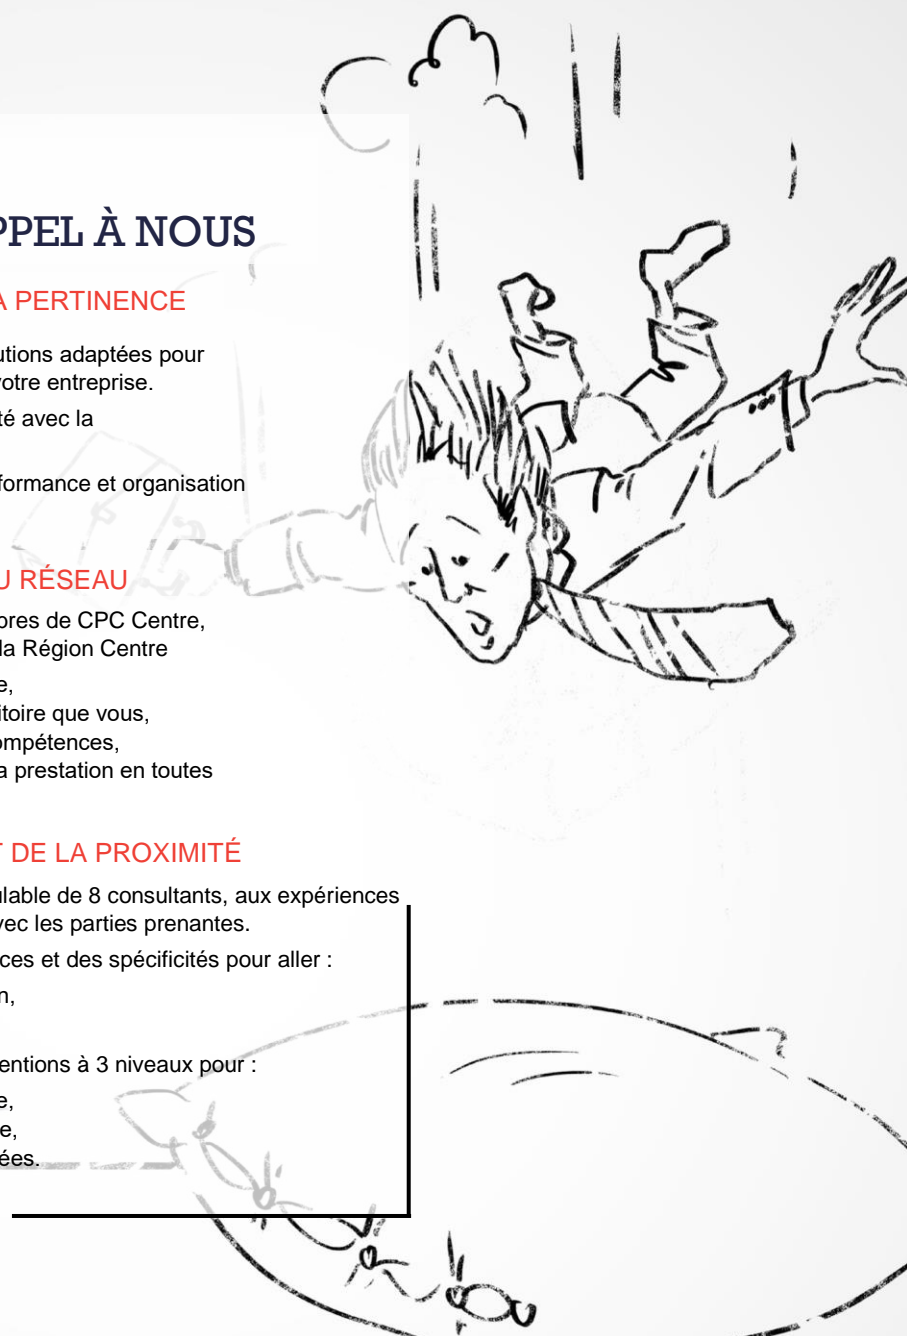 PPEL À NOUS
A PERTINENCE
utions adaptées pour
votre entreprise.
té avec la
formance et organisation
U RÉSEAU
bres de CPC Centre,
la Région Centre
e,
itoire que vous,
ompétences,
a prestation en toutes
T DE LA PROXIMITÉ
ulable de 8 consultants, aux expériences
vec les parties prenantes.
ces et des spécificités pour aller :
n,
entions à 3 niveaux pour :
e,
e,
ées.